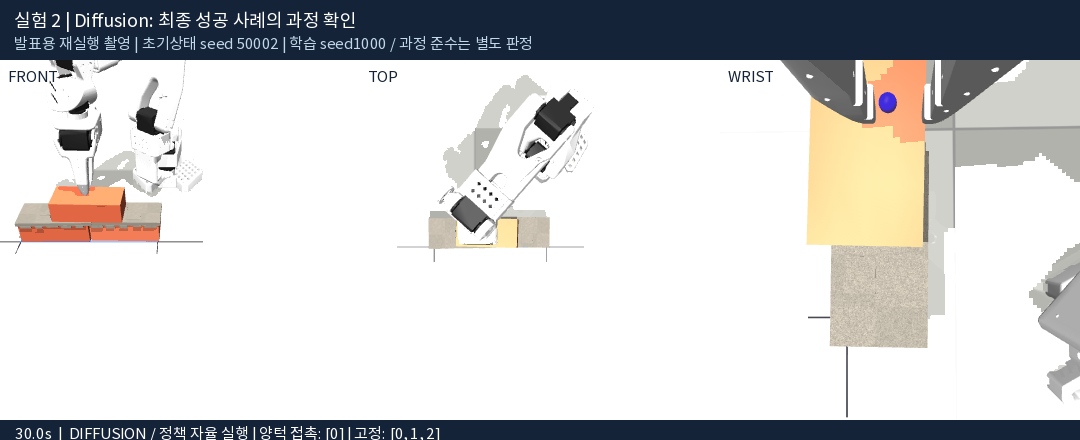 실험 2 | Diffusion: 최종 성공 사례의 과정 확인
발표용 재실행 촬영 | 초기상태 seed 50002 | 학습 seed1000 / 과정 준수는 별도 판정
FRONT
TOP
WRIST
30.0s | DIFFUSION / 정책 자율 실행 | 양턱 접촉: [0] | 고정: [0,1,2]